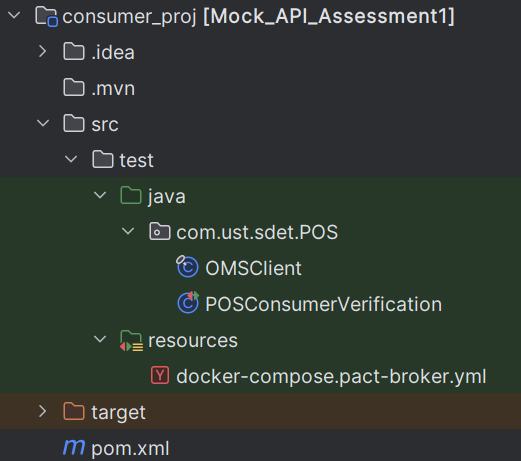 consumer_proj [Mock_API_Assessment1]
.idea
.mvn
src
test
java
com.ust.sdet.POS
OMSClient
POSConsumerVerification
resources
docker-compose.pact-broker.yml
target
pom.xml